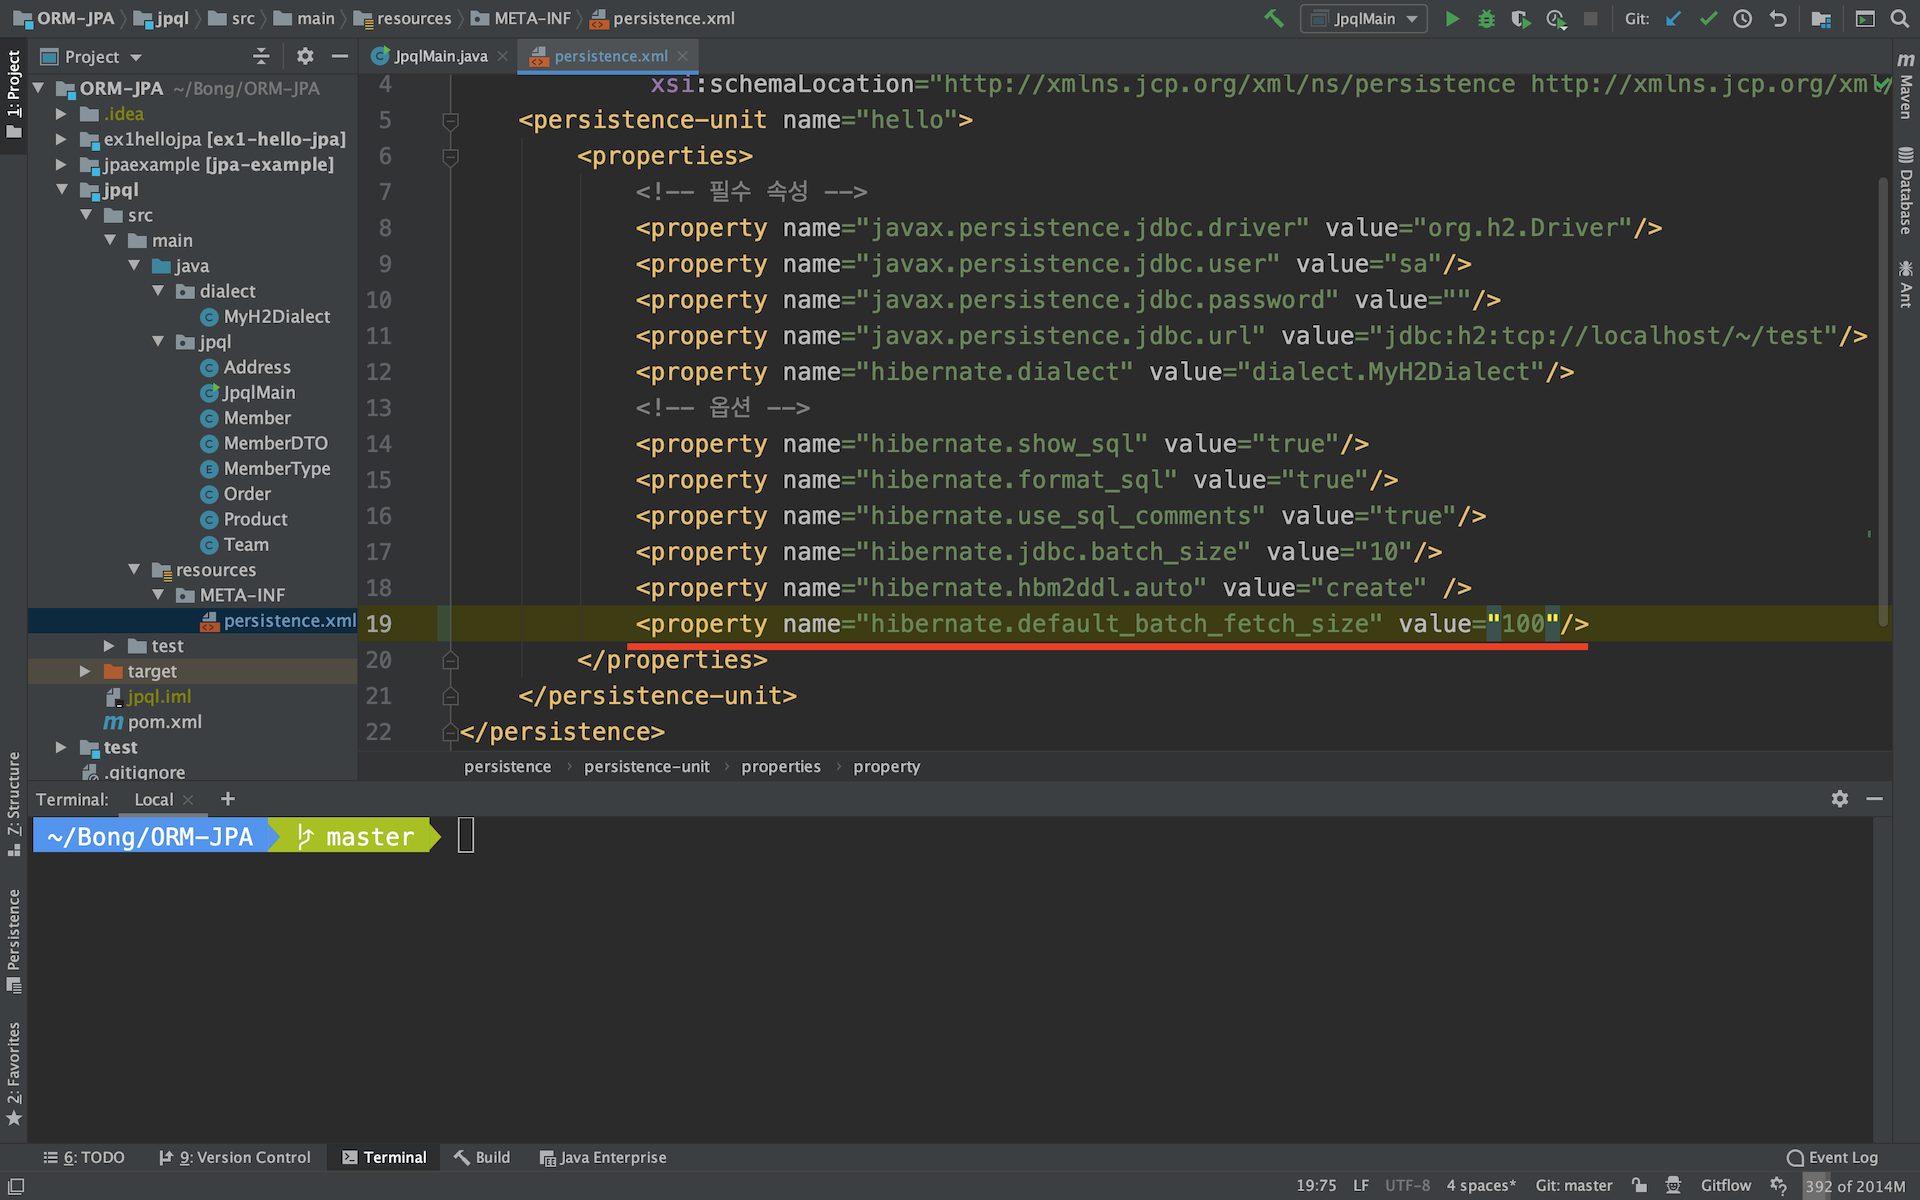 ORM-JPA jpql src main resources META-INF persistence.xml JpqlMain Git:
1: Project
Project
JpqlMain.java persistence.xml
ORM-JPA ~/Bong/ORM-JPA
.idea
ex1hellojpa [ex1-hello-jpa]
jpaexample [jpa-example]
jpql
src
main
java
dialect
MyH2Dialect
jpql
Address
JpqlMain
Member
MemberDTO
MemberType
Order
Product
Team
resources
META-INF
persistence.xml
test
target
jpql.iml
pom.xml
test
.gitignore
4 xsi:schemaLocation="http://xmlns.jcp.org/xml/ns/persistence http://xmlns.jcp.org/xml/
5 <persistence-unit name="hello">
6 <properties>
7 <!-- 필수 속성 -->
8 <property name="javax.persistence.jdbc.driver" value="org.h2.Driver"/>
9 <property name="javax.persistence.jdbc.user" value="sa"/>
10 <property name="javax.persistence.jdbc.password" value=""/>
11 <property name="javax.persistence.jdbc.url" value="jdbc:h2:tcp://localhost/~/test"/>
12 <property name="hibernate.dialect" value="dialect.MyH2Dialect"/>
13 <!-- 옵션 -->
14 <property name="hibernate.show_sql" value="true"/>
15 <property name="hibernate.format_sql" value="true"/>
16 <property name="hibernate.use_sql_comments" value="true"/>
17 <property name="hibernate.jdbc.batch_size" value="10"/>
18 <property name="hibernate.hbm2ddl.auto" value="create" />
19 <property name="hibernate.default_batch_fetch_size" value="100"/>
20 </properties>
21 </persistence-unit>
22 </persistence>
persistence persistence-unit properties property
Maven
Database
Ant
Z: Structure
Persistence
2: Favorites
Terminal: Local +
~/Bong/ORM-JPA master
6: TODO 9: Version Control Terminal Build Java Enterprise Event Log
19:75 LF UTF-8 4 spaces* Git: master Gitflow 392 of 2014M